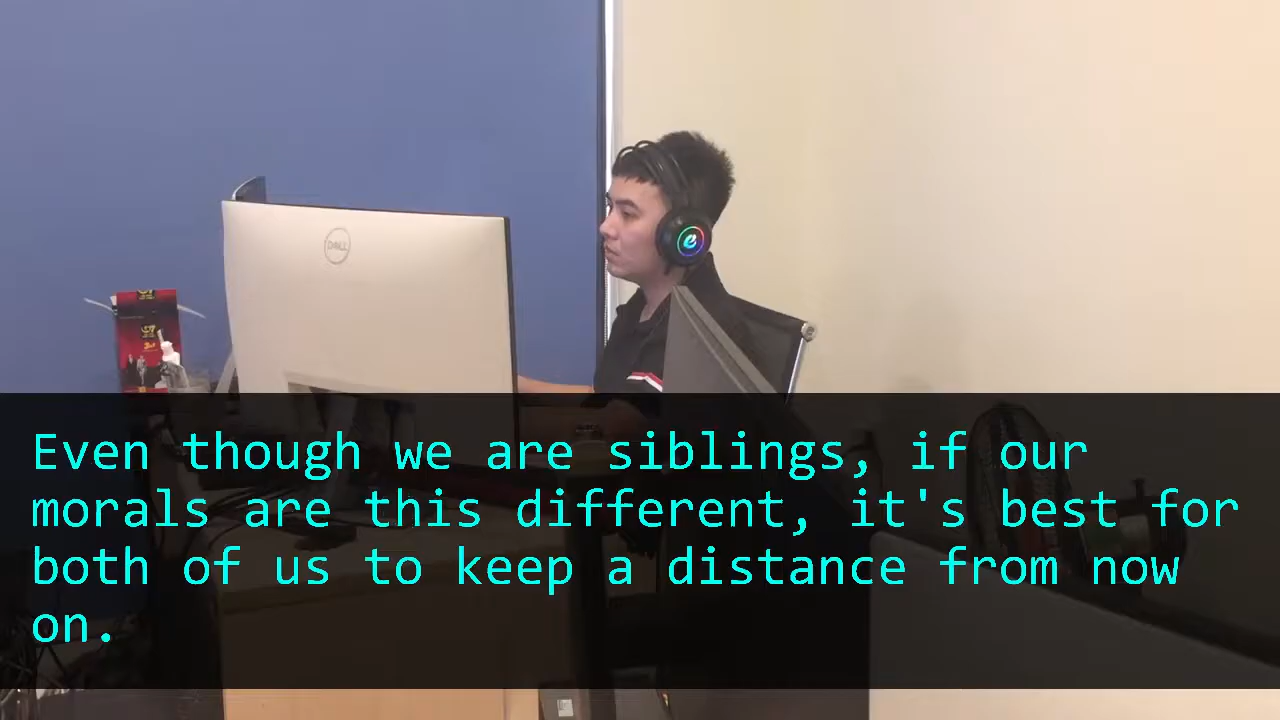 DELL
Even though we are siblings, if our
morals are this different, it's best for
both of us to keep a distance from now
on.